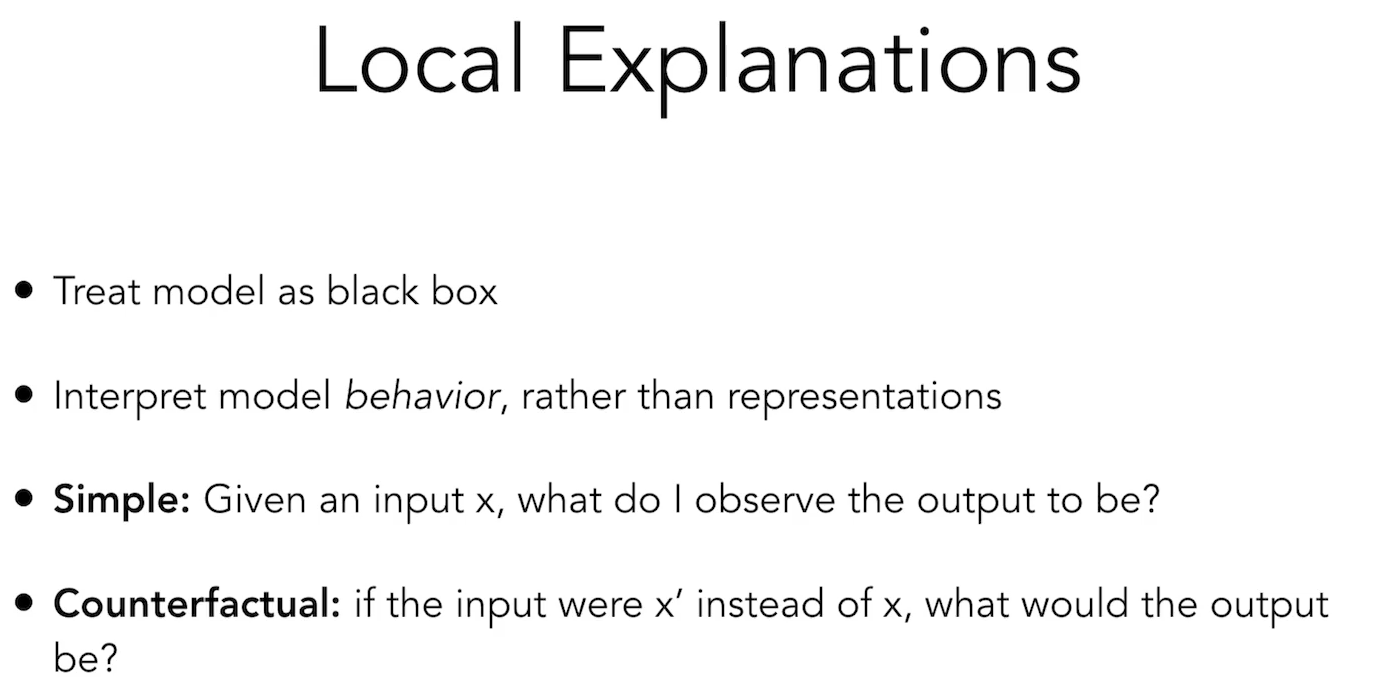 Local Explanations
• Treat model as black box
• Interpret model behavior, rather than representations
• Simple: Given an input x, what do I observe the output to be?
• Counterfactual: if the input were x′ instead of x, what would the output
be?